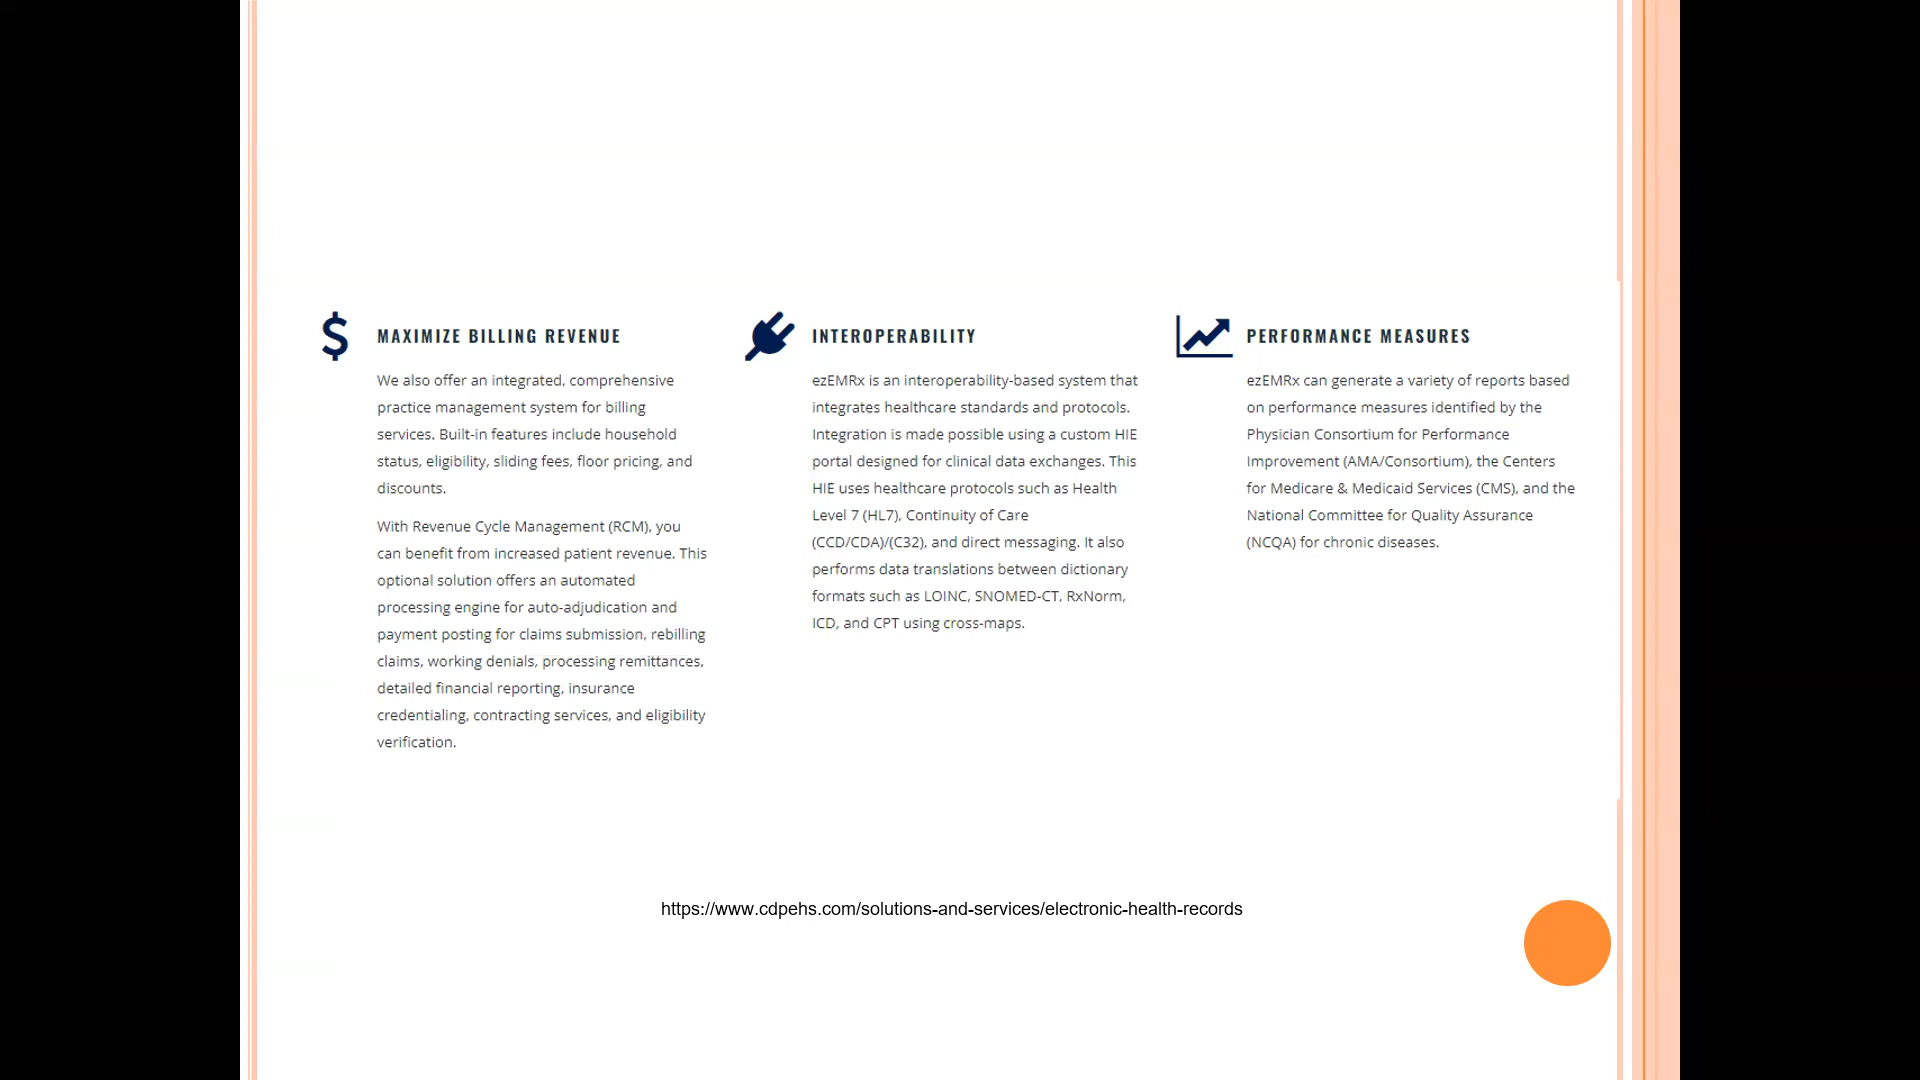 MAXIMIZE BILLING REVENUE
We also offer an integrated, comprehensive
practice management system for billing
services. Built-in features include household
status, eligibility, sliding fees, floor pricing, and
discounts.
With Revenue Cycle Management (RCM), you
can benefit from increased patient revenue. This
optional solution offers an automated
processing engine for auto-adjudication and
payment posting for claims submission, rebilling
claims, working denials, processing remittances,
detailed financial reporting, insurance
credentialing, contracting services, and eligibility
verification.
INTEROPERABILITY
ezEMRx is an interoperability-based system that
integrates healthcare standards and protocols.
Integration is made possible using a custom HIE
portal designed for clinical data exchanges. This
HIE uses healthcare protocols such as Health
Level 7 (HL7), Continuity of Care
(CCD/CDA)/(C32), and direct messaging. It also
performs data translations between dictionary
formats such as LOINC, SNOMED-CT, RxNorm,
ICD, and CPT using cross-maps.
PERFORMANCE MEASURES
ezEMRx can generate a variety of reports based
on performance measures identified by the
Physician Consortium for Performance
Improvement (AMA/Consortium), the Centers
for Medicare & Medicaid Services (CMS), and the
National Committee for Quality Assurance
(NCQA) for chronic diseases.
https://www.cdpehs.com/solutions-and-services/electronic-health-records